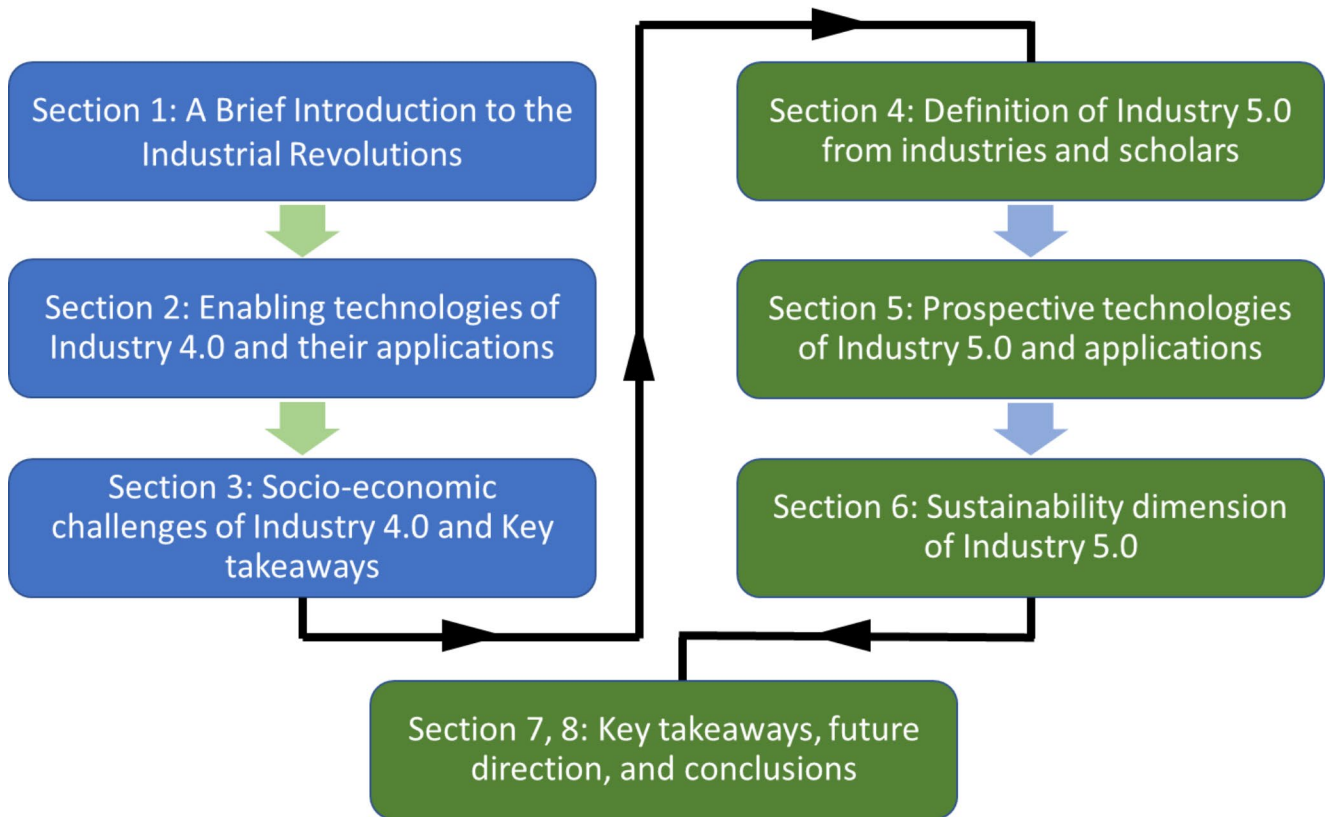 Section 1: A Brief Introduction to the
Industrial Revolutions
Section 2: Enabling technologies of
Industry 4.0 and their applications
Section 3: Socio-economic
challenges of Industry 4.0 and Key
takeaways
Section 4: Definition of Industry 5.0
from industries and scholars
Section 5: Prospective technologies
of Industry 5.0 and applications
Section 6: Sustainability dimension
of Industry 5.0
Section 7, 8: Key takeaways, future
direction, and conclusions